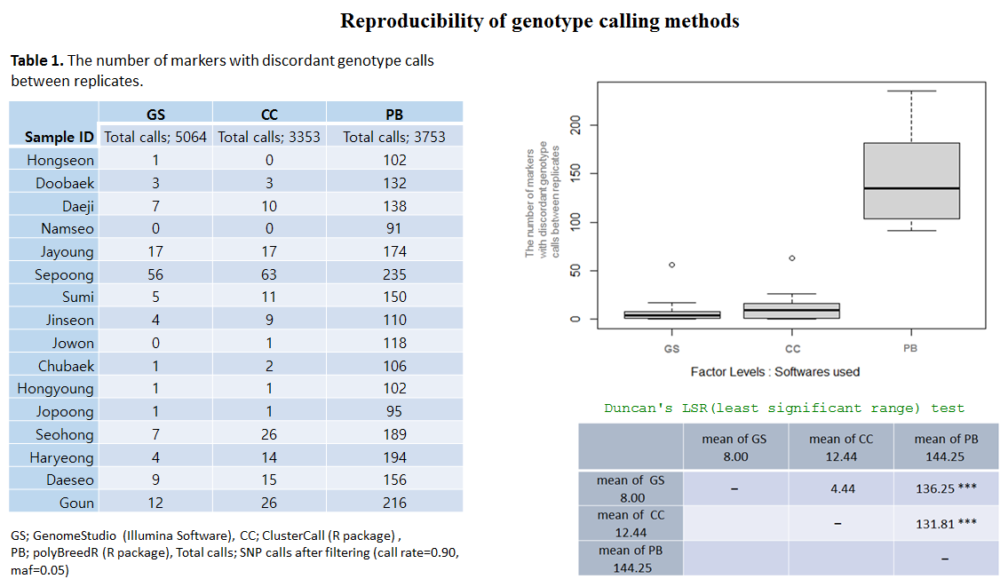 Reproducibility of genotype calling methods
Table 1. The number of markers with discordant genotype calls
between replicates.
GS CC PB
Sample ID Total calls; 5064 Total calls; 3353 Total calls; 3753
Hongseon 1 0 102
Doobaek 3 3 132
Daeji 7 10 138
Namseo 0 0 91
Jayoung 17 17 174
Sepoong 56 63 235
Sumi 5 11 150
Jinseon 4 9 110
Jowon 0 1 118
Chubaek 1 2 106
Hongyoung 1 1 102
Jopoong 1 1 95
Seohong 7 26 189
Haryeong 4 14 194
Daeseo 9 15 156
Goun 12 26 216
GS; GenomeStudio (Illumina Software), CC; ClusterCall (R package) ,
PB; polyBreedR (R package), Total calls; SNP calls after filtering (call rate=0.90,
maf=0.05)
The number of markers
with discordant genotype
calls between replicates
200
150
100
50
0
GS CC PB
Factor Levels : Softwares used
Duncan's LSR(least significant range) test
mean of GS mean of CC mean of PB
8.00 12.44 144.25
mean of GS
8.00
– 4.44 136.25 ***
mean of CC
12.44
– 131.81 ***
mean of PB
144.25
–